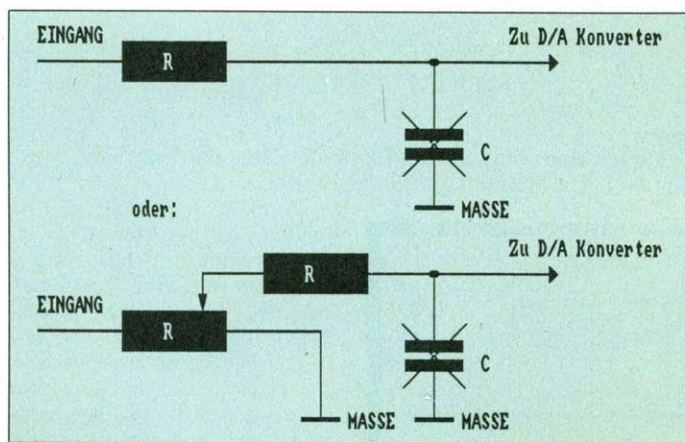 EINGANG
R
Zu D/A Konverter
C
MASSE
oder:
Zu D/A Konverter
R
EINGANG
R
C
MASSE
MASSE